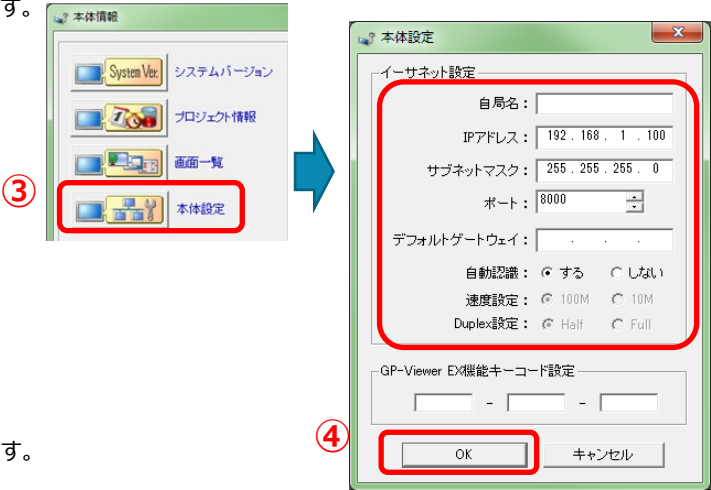 す。
本体情報
System Ver.
システムバージョン
プロジェクト情報
画面一覧
③
本体設定
本体設定
イーサネット設定
自局名：
IPアドレス： 192 . 168 . 1 . 100
サブネットマスク： 255 . 255 . 255 . 0
ポート： 8000
デフォルトゲートウェイ： . . .
自動認識： する しない
速度設定： 100M 10M
Duplex設定： Half Full
GP-Viewer EX機能キーコード設定
- -
④
OK キャンセル
す。